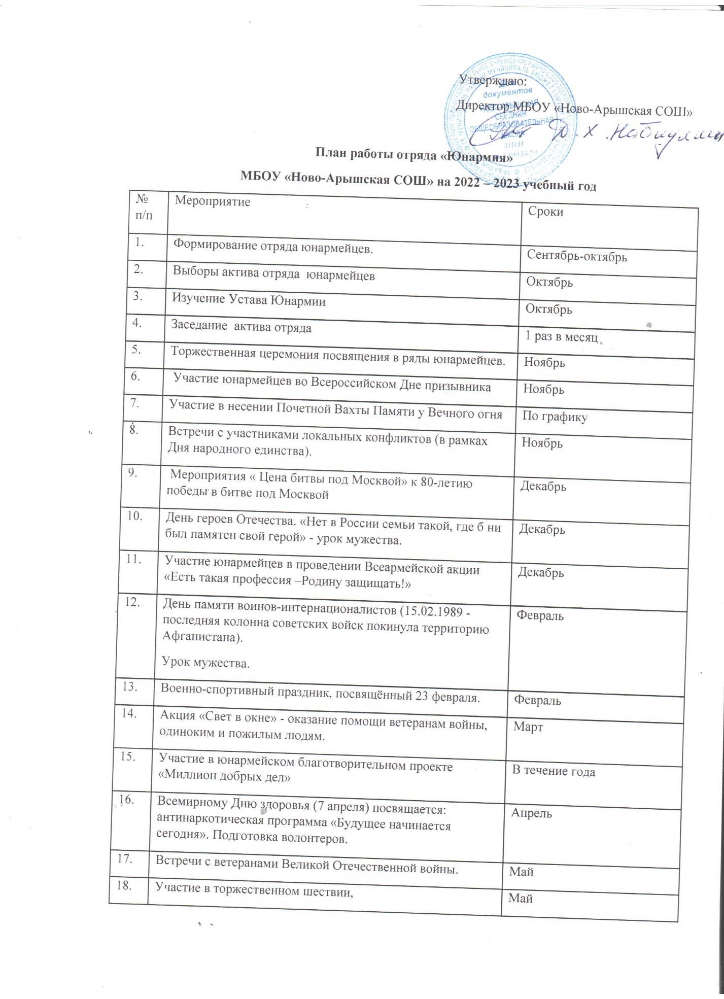 Утверждаю:
Для
документов
Директор МБОУ «Ново-Арышская СОШ»
НОВО-АРЫШСКАЯ
СРЕДНЯЯ
ОБЩЕОБРАЗОВАТЕЛЬНАЯ
ШКОЛА
ИНН
План работы отряда «Юнармия»
МБОУ «Ново-Арышская СОШ» на 2022 – 2023 учебный год
№ Мероприятие Сроки
п/п
1. Формирование отряда юнармейцев. Сентябрь-октябрь
2. Выборы актива отряда юнармейцев Октябрь
3. Изучение Устава Юнармии Октябрь
4. Заседание актива отряда 1 раз в месяц
5. Торжественная церемония посвящения в ряды юнармейцев. Ноябрь
6. Участие юнармейцев во Всероссийском Дне призывника Ноябрь
7. Участие в несении Почетной Вахты Памяти у Вечного огня По графику
8. Встречи с участниками локальных конфликтов (в рамках Ноябрь
Дня народного единства).
9. Мероприятия « Цена битвы под Москвой» к 80-летию Декабрь
победы в битве под Москвой
10. День героев Отечества. «Нет в России семьи такой, где б ни Декабрь
был памятен свой герой» - урок мужества.
11. Участие юнармейцев в проведении Всеармейской акции Декабрь
«Есть такая профессия –Родину защищать!»
12. День памяти воинов-интернационалистов (15.02.1989 - Февраль
последняя колонна советских войск покинула территорию
Афганистана).
Урок мужества.
13. Военно-спортивный праздник, посвящённый 23 февраля. Февраль
14. Акция «Свет в окне» - оказание помощи ветеранам войны, Март
одиноким и пожилым людям.
15. Участие в юнармейском благотворительном проекте В течение года
«Миллион добрых дел»
16. Всемирному Дню здоровья (7 апреля) посвящается: Апрель
антинаркотическая программа «Будущее начинается
сегодня». Подготовка волонтеров.
17. Встречи с ветеранами Великой Отечественной войны. Май
18. Участие в торжественном шествии, Май